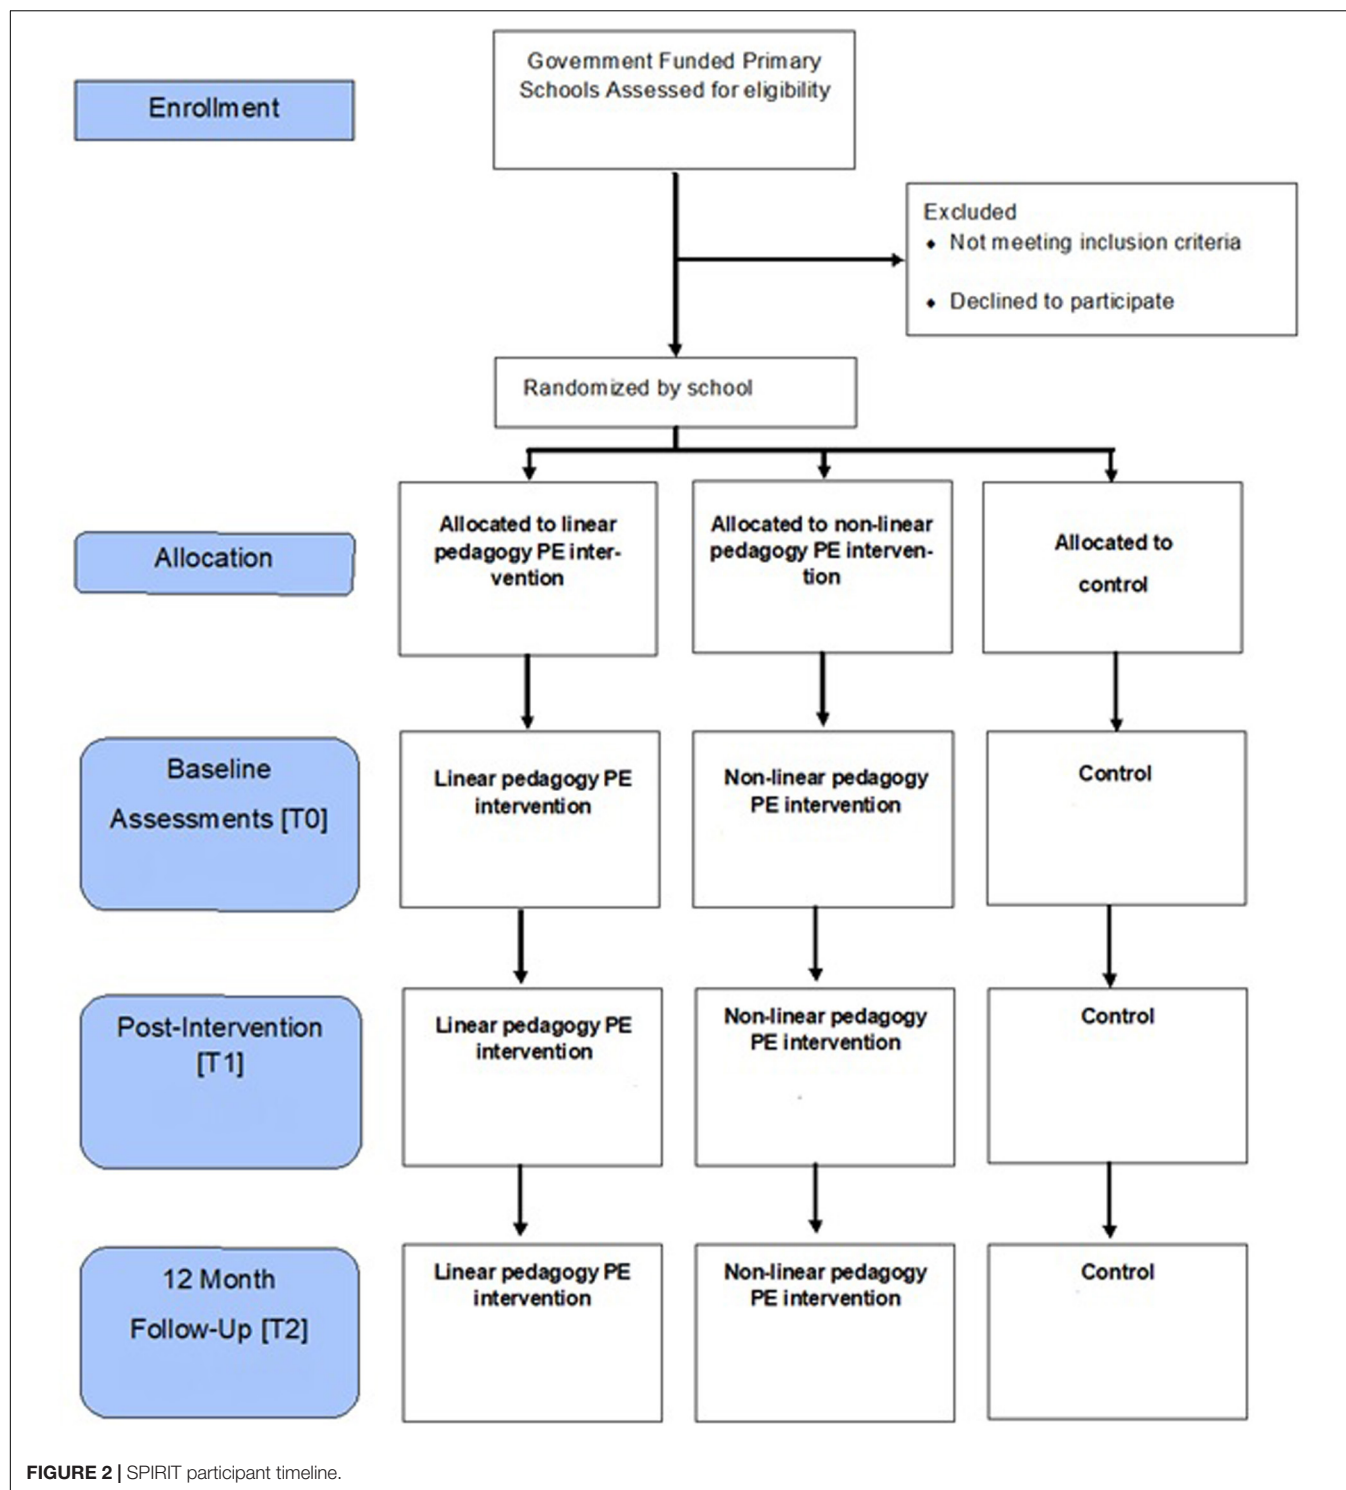 Government Funded Primary
Schools Assessed for eligibility
Enrollment
Excluded
♦ Not meeting inclusion criteria
♦ Declined to participate
Randomized by school
Allocation
Allocated to linear
pedagogy PE inter-
vention
Allocated to non-linear
pedagogy PE interven-
tion
Allocated to
control
Baseline
Assessments [T0]
Linear pedagogy PE
intervention
Non-linear pedagogy
PE intervention
Control
Post-Intervention
[T1]
Linear pedagogy PE
intervention
Non-linear pedagogy
PE intervention
Control
12 Month
Follow-Up [T2]
Linear pedagogy PE
intervention
Non-linear pedagogy
PE intervention
Control
FIGURE 2 | SPIRIT participant timeline.